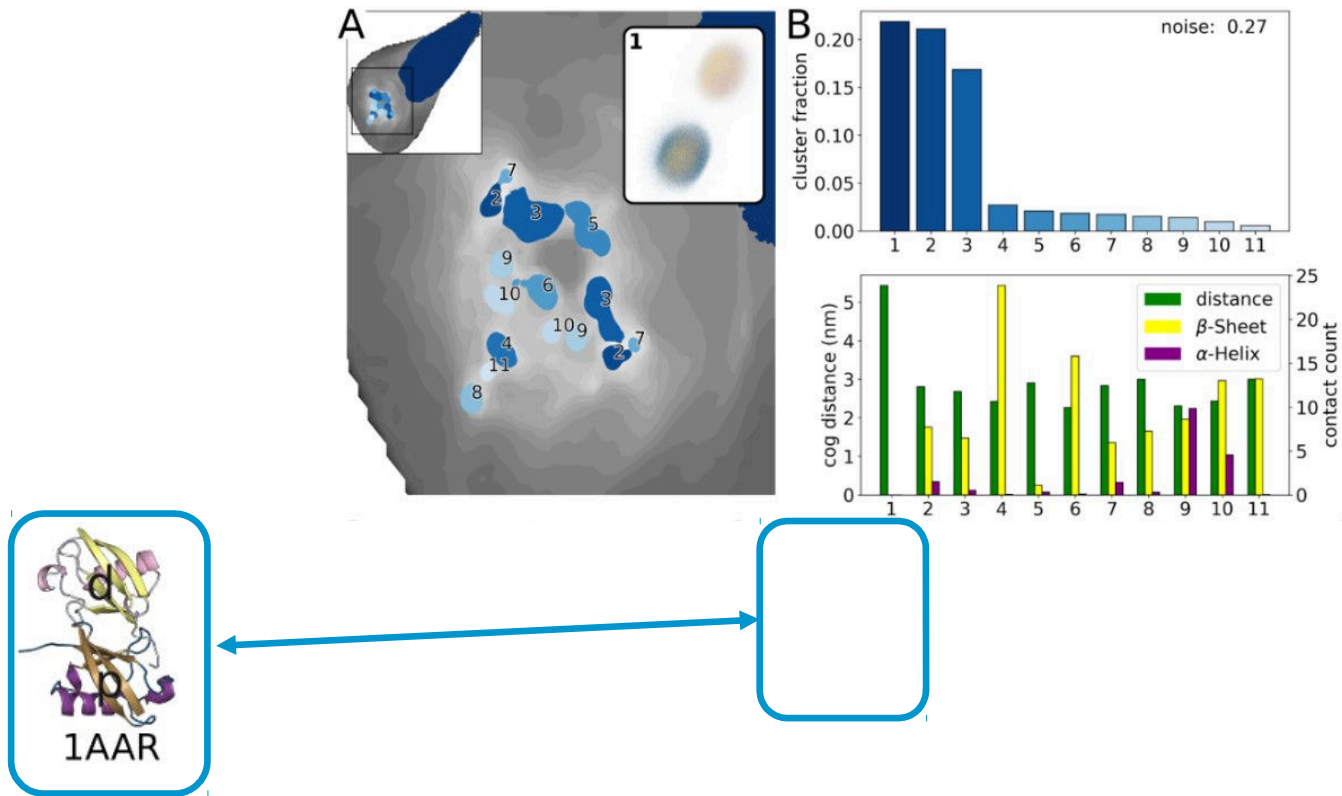 A
1
7
2
3
5
9
10
6
3
10
9
7
4
2
11
8
B
noise: 0.27
cluster fraction
0.20
0.15
0.10
0.05
0.00
1 2 3 4 5 6 7 8 9 10 11
cog distance (nm)
5
4
3
2
1
0
distance
β-Sheet
α-Helix
25
20
15
10
5
0
contact count
1 2 3 4 5 6 7 8 9 10 11
d
p
1AAR